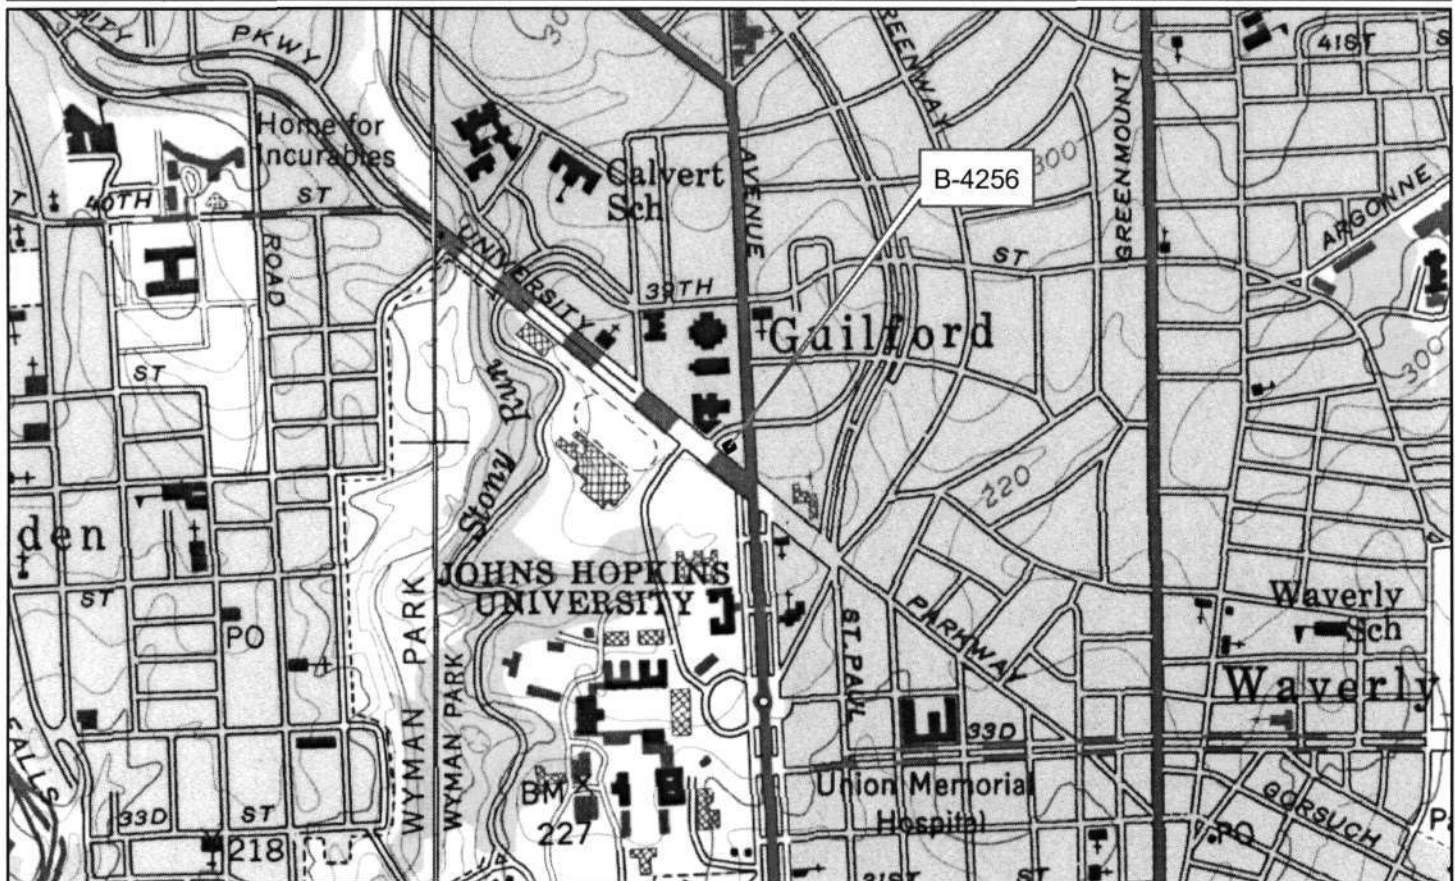 PKWY
GREENWAY
41ST
Home for
Incurables
Calvert
Sch
AVENUE
B-4256
300
GREENMOUNT
ARGONNE
40TH
ST
ROAD
UNIVERSITY
39TH
ST
Guilford
300
ST
Stony Run
220
den
ST
PO
WYMAN PARK
WYMAN PARK
JOHNS HOPKINS
UNIVERSITY
ST. PAUL
PARKWAY
Waverly
Sch
Waverly
33D
FALLS
33D
ST
218
BM
227
Union Memorial
Hospital
GORSUCH
PO
31ST
ST